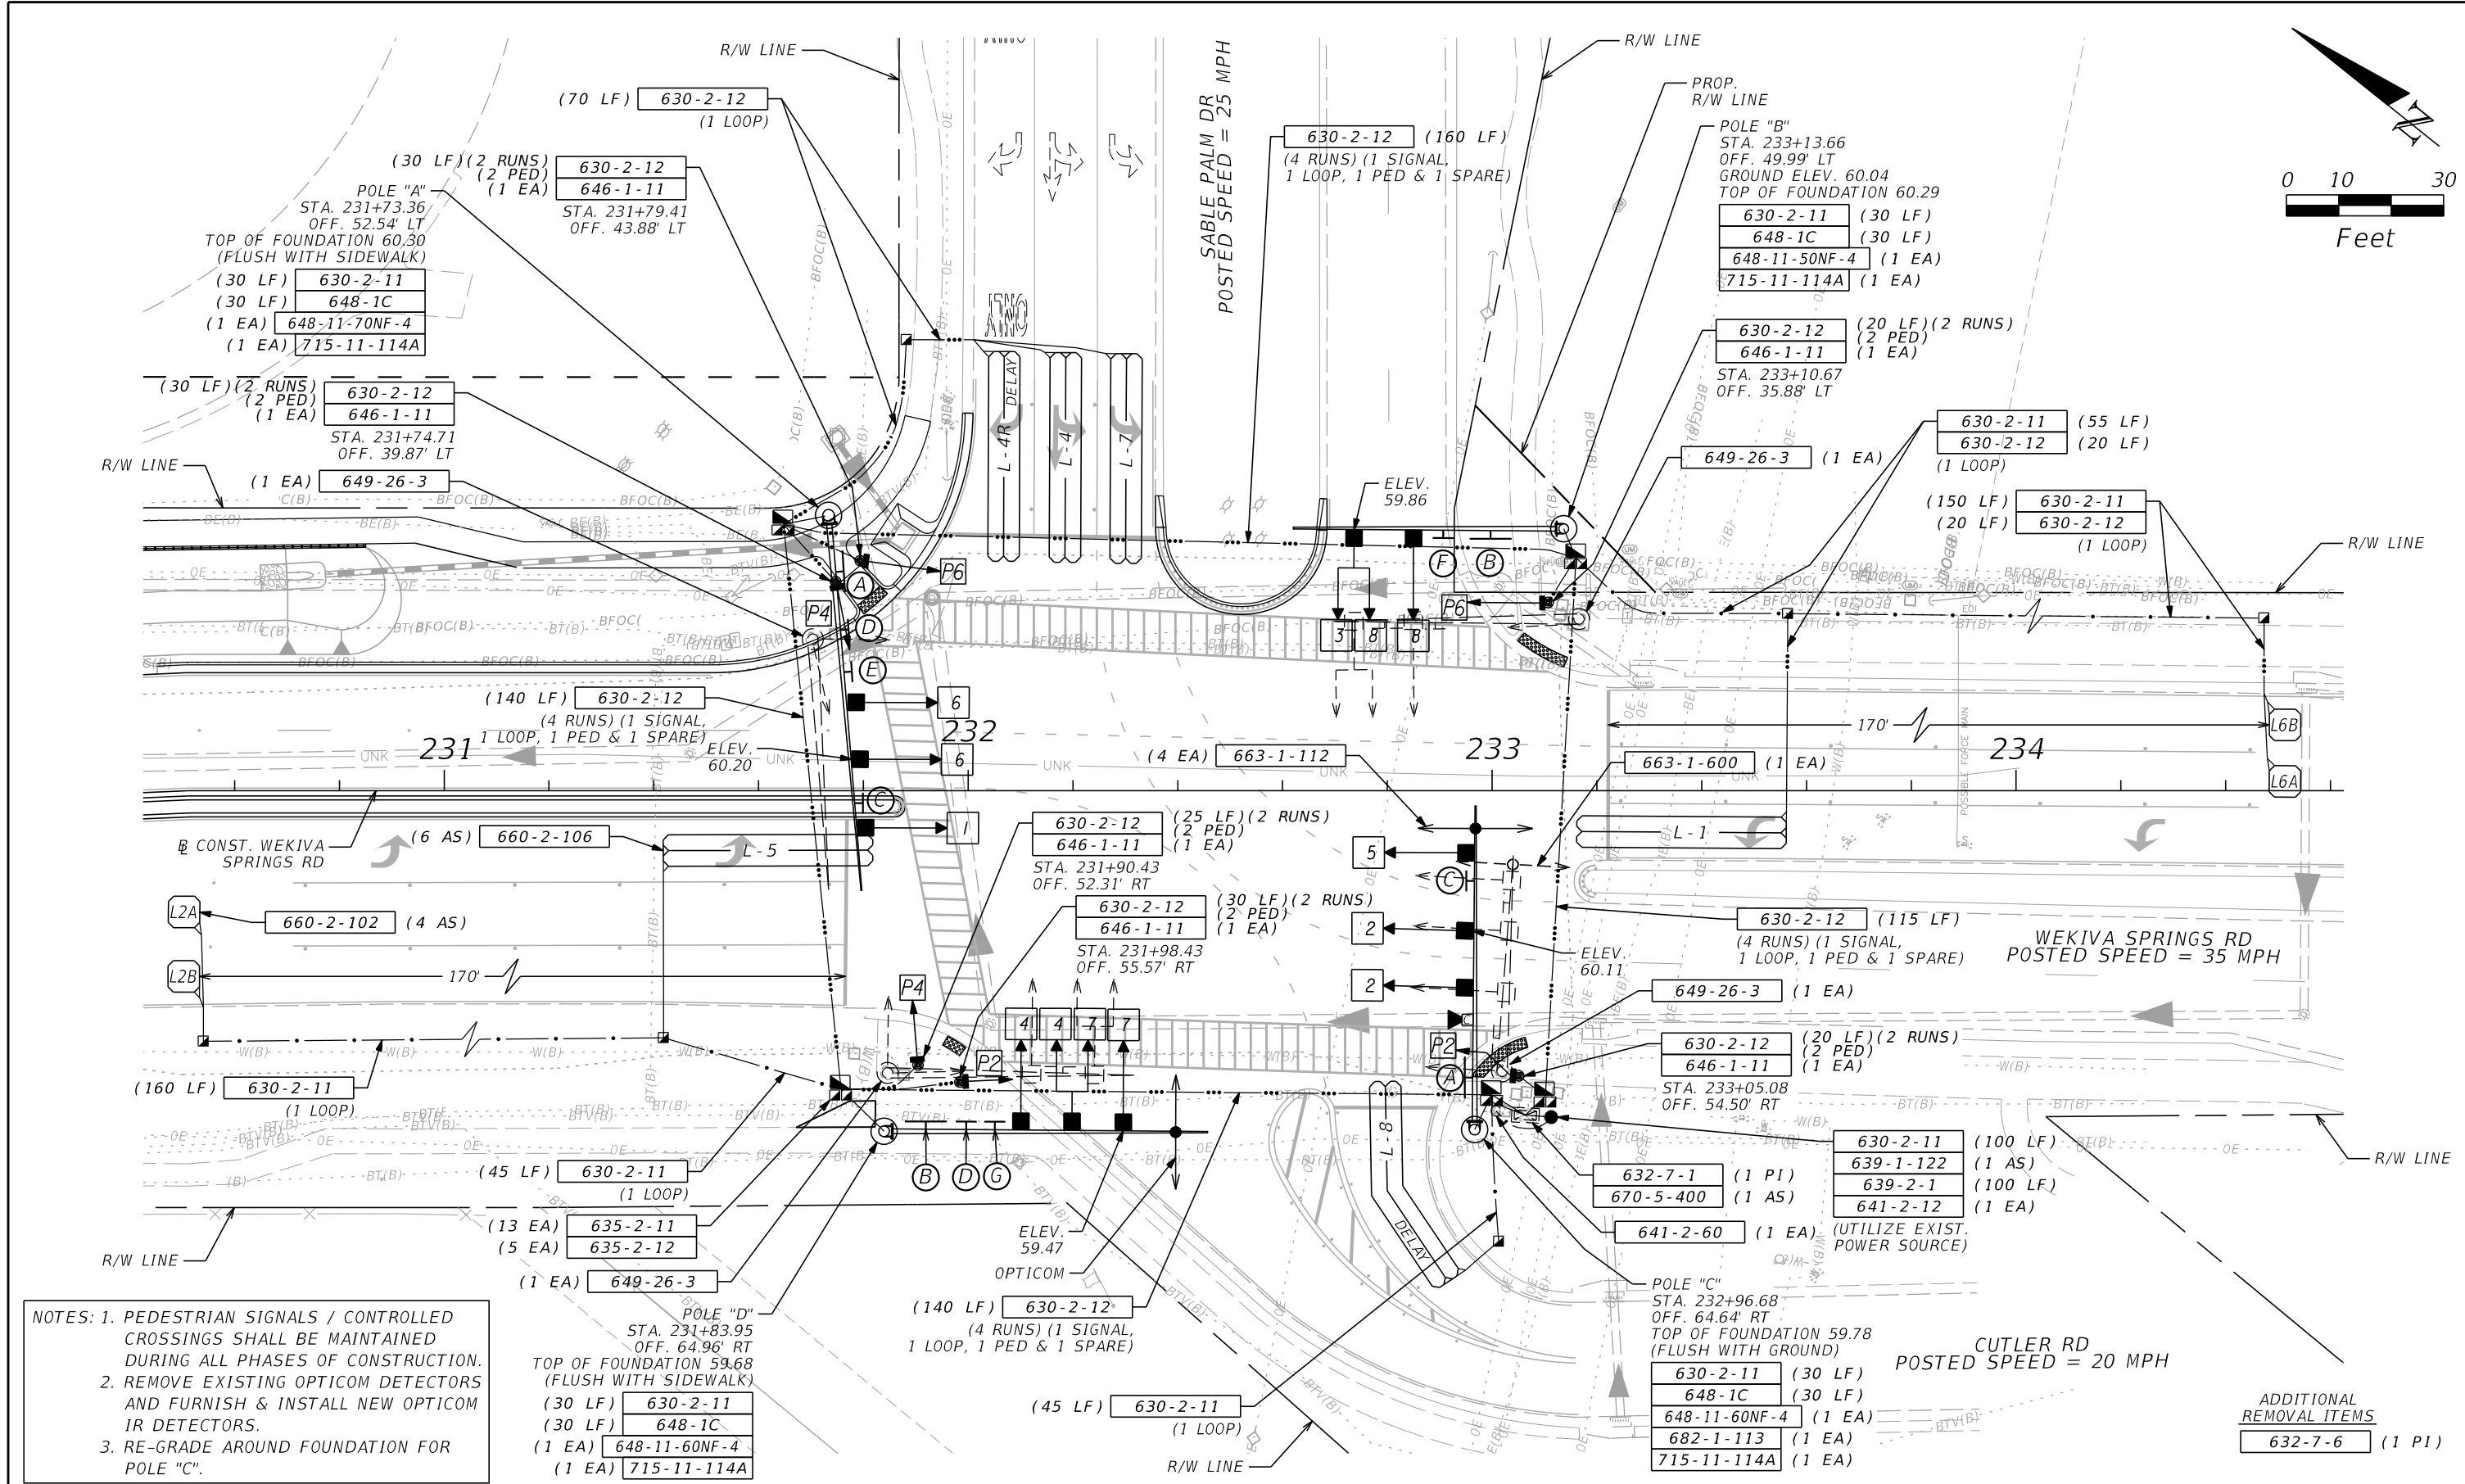 R/W LINE
R/W LINE
SABLE PALM DR
POSTED SPEED = 25 MPH
(70 LF) 630-2-12
(1 LOOP)
PROP.
R/W LINE
N
0 10 30
Feet
(30 LF)(2 RUNS) 630-2-12
(2 PED)
(1 EA) 646-1-11
STA. 231+79.41
OFF. 43.88' LT
630-2-12 (160 LF)
(4 RUNS) (1 SIGNAL,
1 LOOP, 1 PED & 1 SPARE)
POLE "B"
STA. 233+13.66
OFF. 49.99' LT
GROUND ELEV. 60.04
TOP OF FOUNDATION 60.29
630-2-11 (30 LF)
648-1C (30 LF)
648-11-50NF-4 (1 EA)
715-11-114A (1 EA)
POLE "A"
STA. 231+73.36
OFF. 52.54' LT
TOP OF FOUNDATION 60.30
(FLUSH WITH SIDEWALK)
(30 LF) 630-2-11
(30 LF) 648-1C
(1 EA) 648-11-70NF-4
(1 EA) 715-11-114A
630-2-12 (20 LF)(2 RUNS)
(2 PED)
646-1-11 (1 EA)
STA. 233+10.67
OFF. 35.88' LT
(30 LF)(2 RUNS) 630-2-12
(2 PED)
(1 EA) 646-1-11
STA. 231+74.71
OFF. 39.87' LT
DELAY
L-4R
L-4
L-7
630-2-11 (55 LF)
630-2-12 (20 LF)
(1 LOOP)
R/W LINE
(1 EA) 649-26-3
649-26-3 (1 EA)
ELEV.
59.86
(150 LF) 630-2-11
(20 LF) 630-2-12
(1 LOOP)
R/W LINE
F B
P6
A
P4
D
E
P6
3 8 8
(140 LF) 630-2-12
(4 RUNS) (1 SIGNAL,
1 LOOP, 1 PED & 1 SPARE)
6
170'
L6B
231 232 233 234
ELEV.
60.20
6
(4 EA) 663-1-112
663-1-600 (1 EA)
UNK UNK UNK UNK UNK
POSSIBLE FORCE MAIN
L6A
C
1
BL CONST. WEKIVA
SPRINGS RD
(6 AS) 660-2-106
L-5
630-2-12 (25 LF)(2 RUNS)
(2 PED)
646-1-11 (1 EA)
STA. 231+90.43
OFF. 52.31' RT
5
C
L-1
L2A
660-2-102 (4 AS)
630-2-12 (30 LF)(2 RUNS)
(2 PED)
646-1-11 (1 EA)
STA. 231+98.43
OFF. 55.57' RT
2
630-2-12 (115 LF)
(4 RUNS) (1 SIGNAL,
1 LOOP, 1 PED & 1 SPARE)
WEKIVA SPRINGS RD
POSTED SPEED = 35 MPH
L2B
170'
ELEV.
60.11
2
P4
649-26-3 (1 EA)
4 4 7 7
P2
P2
A
630-2-12 (20 LF)(2 RUNS)
(2 PED)
646-1-11 (1 EA)
STA. 233+05.08
OFF. 54.50' RT
(160 LF) 630-2-11
(1 LOOP)
L-8
DELAY
630-2-11 (100 LF)
639-1-122 (1 AS)
639-2-1 (100 LF)
641-2-12 (1 EA)
(UTILIZE EXIST.
POWER SOURCE)
R/W LINE
(45 LF) 630-2-11
(1 LOOP)
B D G
632-7-1 (1 PI)
670-5-400 (1 AS)
641-2-60 (1 EA)
(13 EA) 635-2-11
(5 EA) 635-2-12
ELEV.
59.47
OPTICOM
R/W LINE
(1 EA) 649-26-3
(140 LF) 630-2-12
(4 RUNS) (1 SIGNAL,
1 LOOP, 1 PED & 1 SPARE)
POLE "C"
STA. 232+96.68
OFF. 64.64' RT
TOP OF FOUNDATION 59.78
(FLUSH WITH GROUND)
630-2-11 (30 LF)
648-1C (30 LF)
648-11-60NF-4 (1 EA)
682-1-113 (1 EA)
715-11-114A (1 EA)
POLE "D"
STA. 231+83.95
OFF. 64.96' RT
TOP OF FOUNDATION 59.68
(FLUSH WITH SIDEWALK)
(30 LF) 630-2-11
(30 LF) 648-1C
(1 EA) 648-11-60NF-4
(1 EA) 715-11-114A
(45 LF) 630-2-11
(1 LOOP)
R/W LINE
CUTLER RD
POSTED SPEED = 20 MPH
ADDITIONAL
REMOVAL ITEMS
632-7-6 (1 PI)
NOTES: 1. PEDESTRIAN SIGNALS / CONTROLLED
CROSSINGS SHALL BE MAINTAINED
DURING ALL PHASES OF CONSTRUCTION.
2. REMOVE EXISTING OPTICOM DETECTORS
AND FURNISH & INSTALL NEW OPTICOM
IR DETECTORS.
3. RE-GRADE AROUND FOUNDATION FOR
POLE "C".